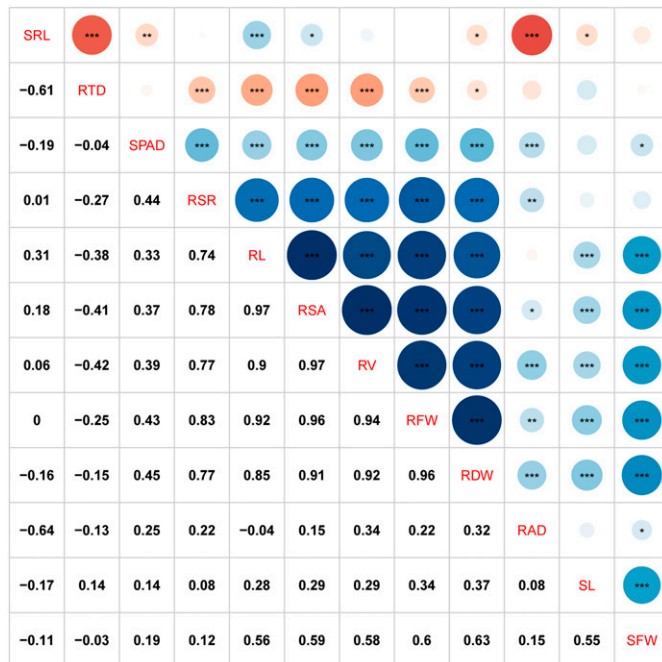 SRL *** ** *** * * *** *
−0.61 RTD *** *** *** *** *** *
−0.19 −0.04 SPAD *** *** *** *** *** *** *** *
0.01 −0.27 0.44 RSR *** *** *** *** *** **
0.31 −0.38 0.33 0.74 RL *** *** *** *** *** ***
0.18 −0.41 0.37 0.78 0.97 RSA *** *** *** * *** ***
0.06 −0.42 0.39 0.77 0.9 0.97 RV *** *** *** *** ***
0 −0.25 0.43 0.83 0.92 0.96 0.94 RFW *** ** *** ***
−0.16 −0.15 0.45 0.77 0.85 0.91 0.92 0.96 RDW *** *** ***
−0.64 −0.13 0.25 0.22 −0.04 0.15 0.34 0.22 0.32 RAD *
−0.17 0.14 0.14 0.08 0.28 0.29 0.29 0.34 0.37 0.08 SL ***
−0.11 −0.03 0.19 0.12 0.56 0.59 0.58 0.6 0.63 0.15 0.55 SFW